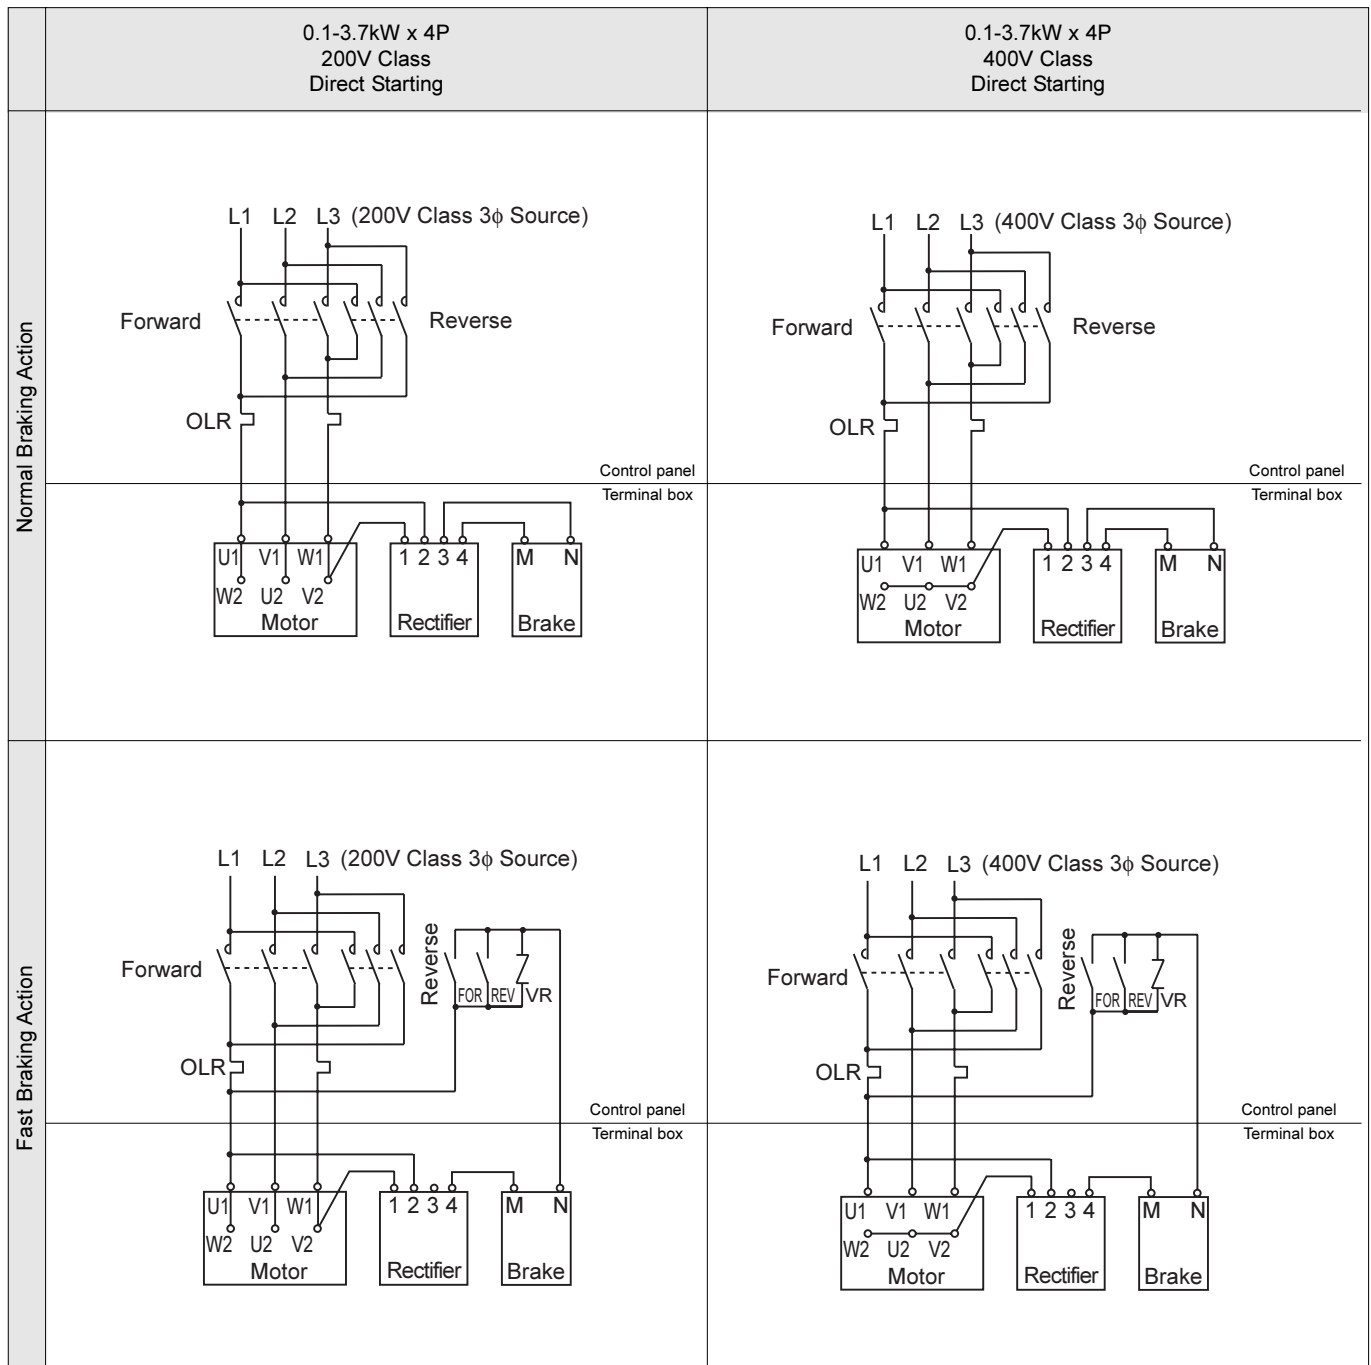 0.1-3.7kW x 4P
200V Class
Direct Starting
0.1-3.7kW x 4P
400V Class
Direct Starting
Normal Braking Action
L1 L2 L3 (200V Class 3ϕ Source)
Forward Reverse
OLR
Control panel
Terminal box
U1 V1 W1 1 2 3 4 M N
W2 U2 V2
Motor Rectifier Brake
L1 L2 L3 (400V Class 3ϕ Source)
Forward Reverse
OLR
Control panel
Terminal box
U1 V1 W1 1 2 3 4 M N
W2 U2 V2
Motor Rectifier Brake
Fast Braking Action
L1 L2 L3 (200V Class 3ϕ Source)
Forward Reverse
FOR REV VR
OLR
Control panel
Terminal box
U1 V1 W1 1 2 3 4 M N
W2 U2 V2
Motor Rectifier Brake
L1 L2 L3 (400V Class 3ϕ Source)
Forward Reverse
FOR REV VR
OLR
Control panel
Terminal box
U1 V1 W1 1 2 3 4 M N
W2 U2 V2
Motor Rectifier Brake